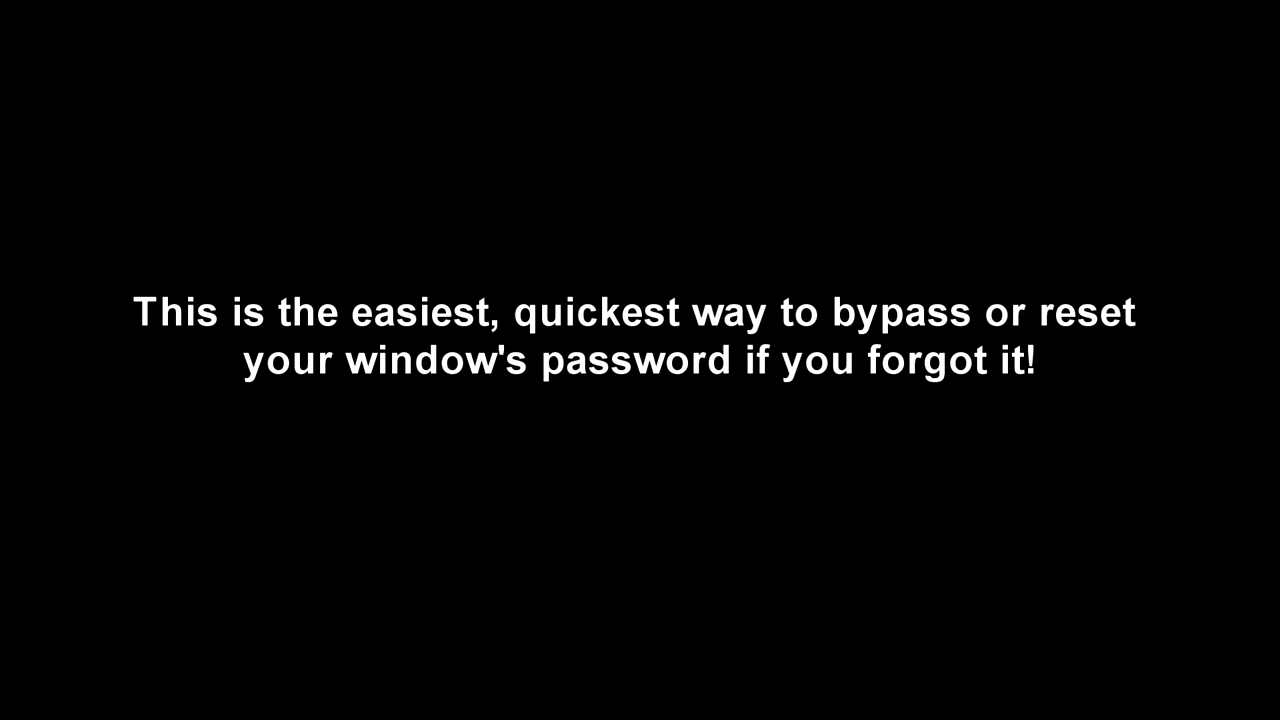 This is the easiest, quickest way to bypass or reset
your window's password if you forgot it!